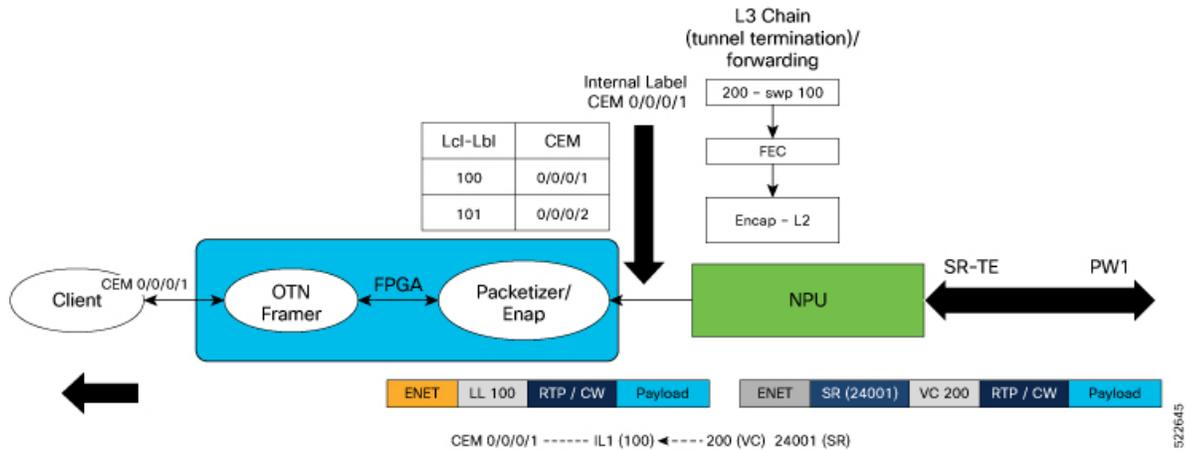 L3 Chain
(tunnel termination)/
forwarding
Internal Label
CEM 0/0/0/1
200 - swp 100
FEC
Encap - L2
Lcl-Lbl CEM
100 0/0/0/1
101 0/0/0/2
Client
CEM 0/0/0/1
OTN
Framer
FPGA
Packetizer/
Enap
NPU
SR-TE PW1
ENET LL 100 RTP / CW Payload
ENET SR (24001) VC 200 RTP / CW Payload
CEM 0/0/0/1 ------ IL1 (100) ◄---- 200 (VC) 24001 (SR)
522645